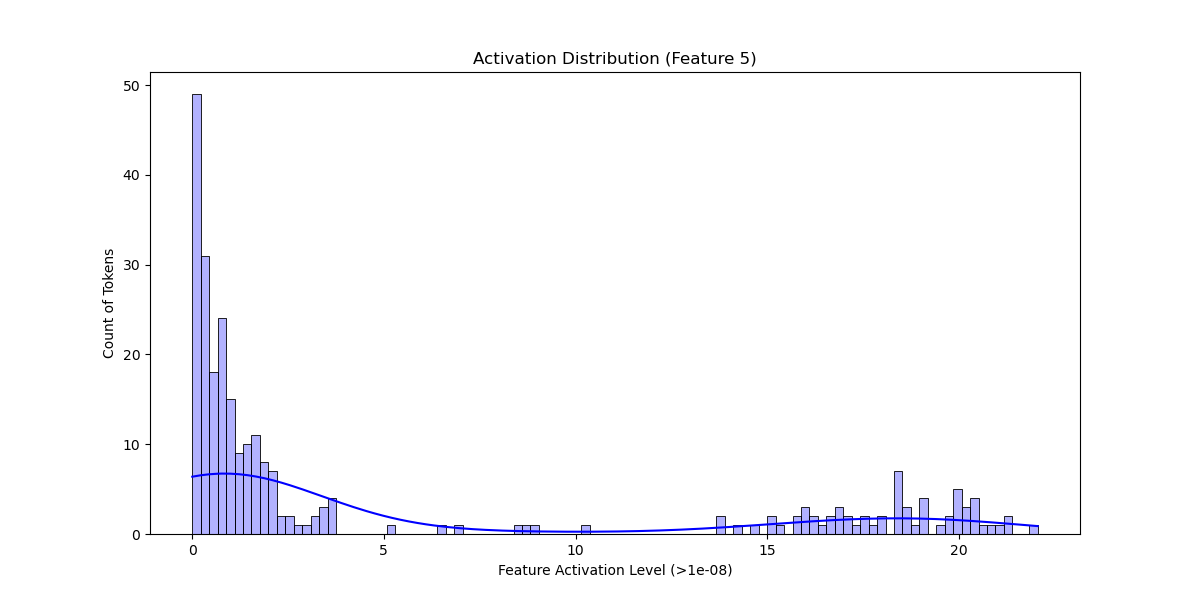 Activation Distribution (Feature 5)
50
40
30
20
10
0
Count of Tokens
0 5 10 15 20
Feature Activation Level (>1e-08)